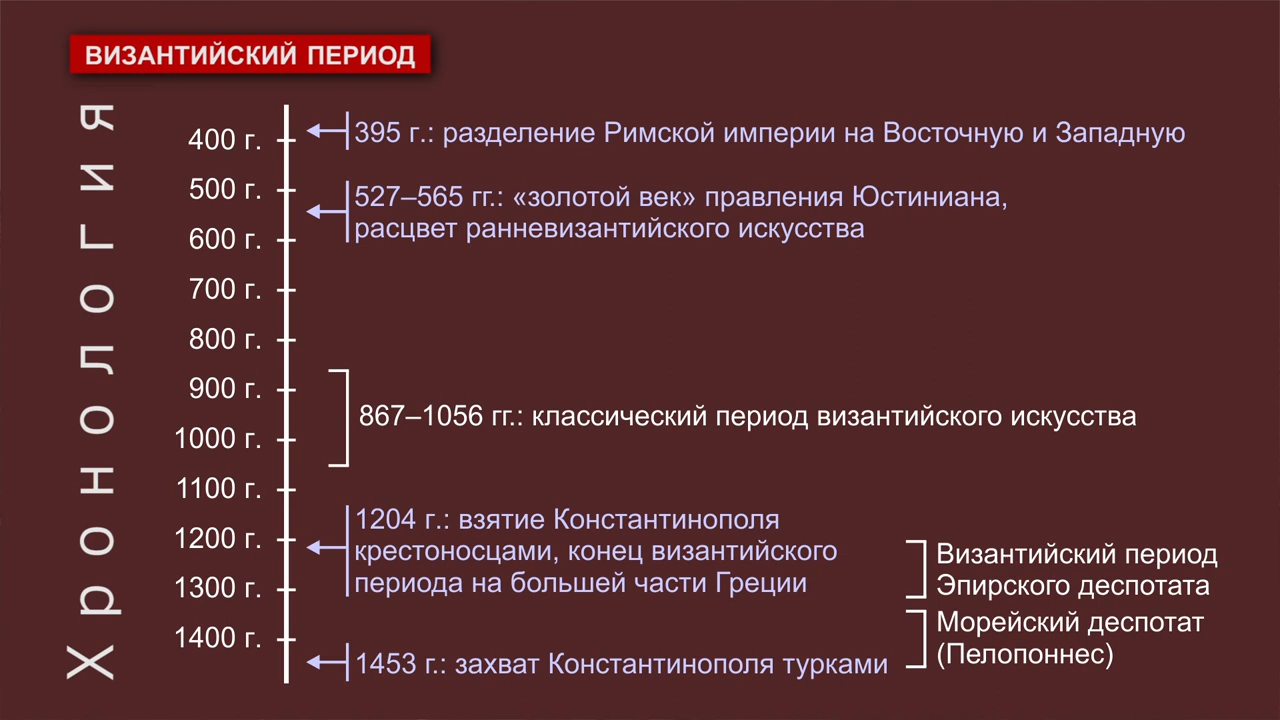 ВИЗАНТИЙСКИЙ ПЕРИОД
Хронология
400 г.
395 г.: разделение Римской империи на Восточную и Западную
500 г.
527–565 гг.: «золотой век» правления Юстиниана,
расцвет ранневизантийского искусства
600 г.
700 г.
800 г.
900 г.
867–1056 гг.: классический период византийского искусства
1000 г.
1100 г.
1200 г.
1204 г.: взятие Константинополя
крестоносцами, конец византийского
периода на большей части Греции
Византийский период
Эпирского деспотата
1300 г.
Морейский деспотат
(Пелопоннес)
1400 г.
1453 г.: захват Константинополя турками